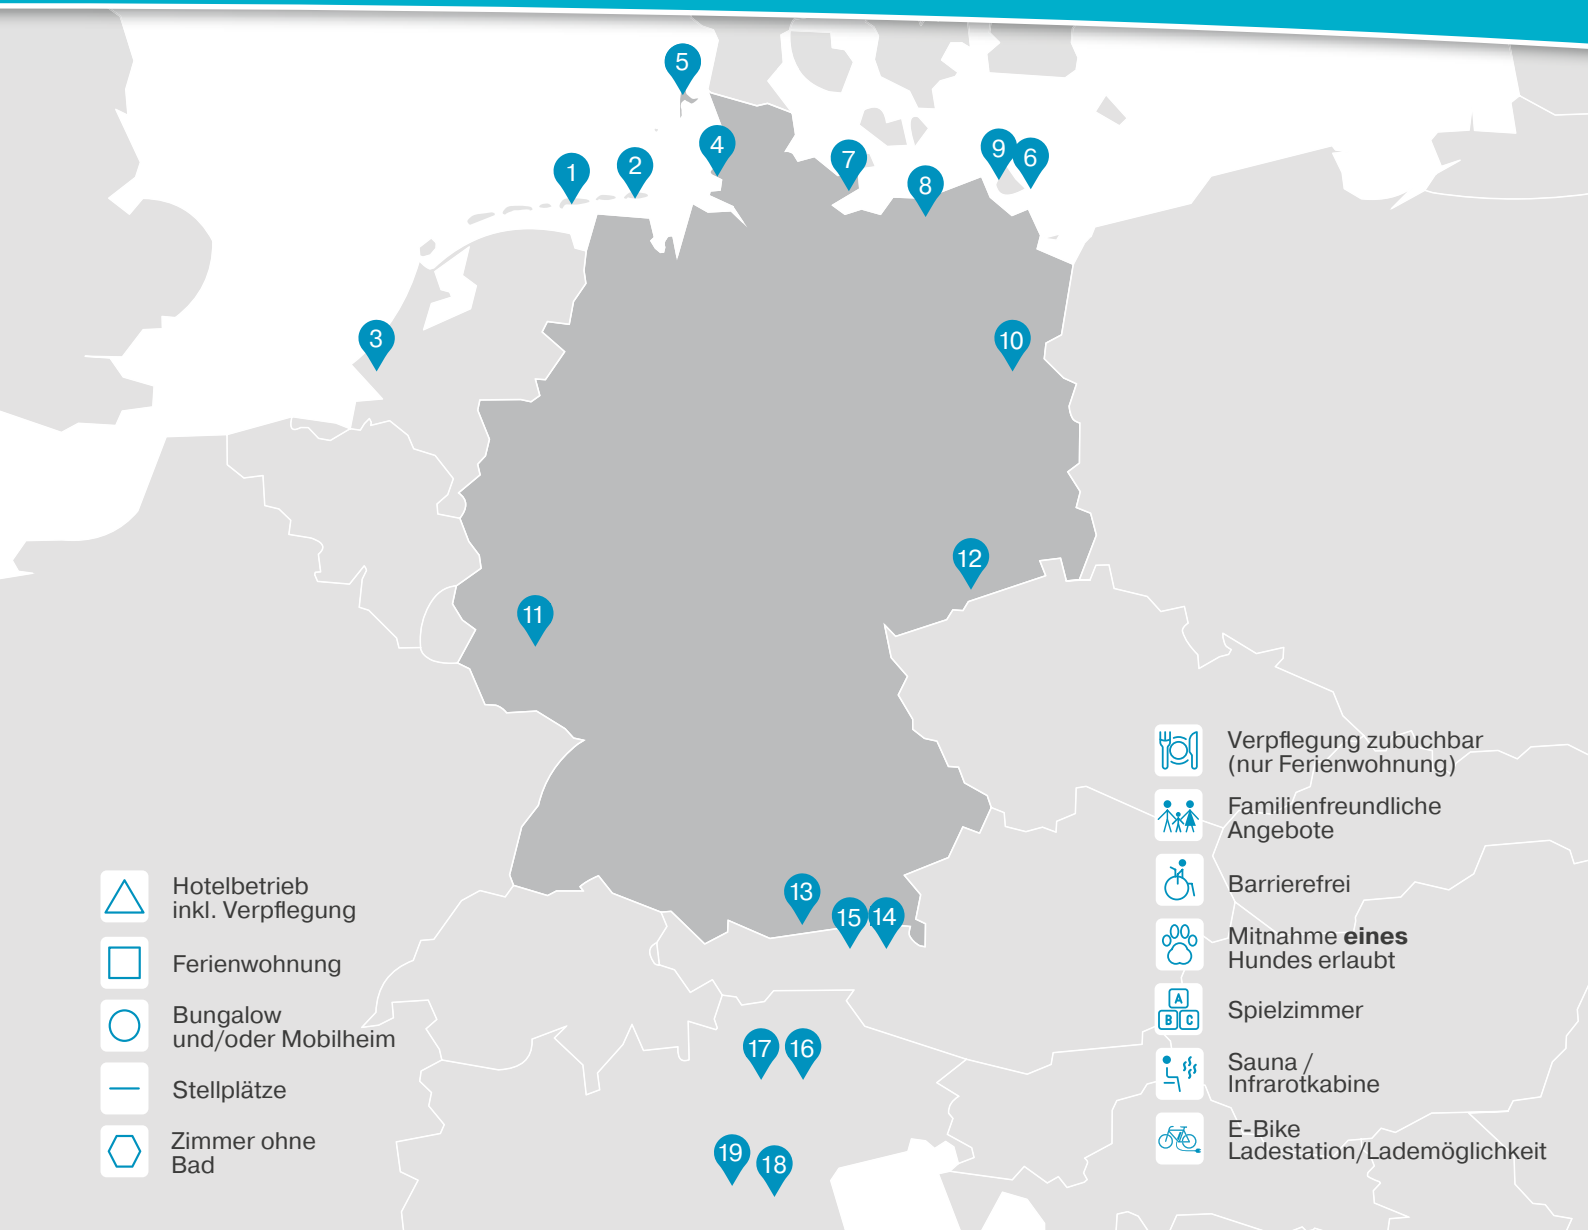 5
4
9
6
7
2
1
8
3
10
12
11
13
15
14
17
16
19
18
Hotelbetrieb
inkl. Verpflegung
Ferienwohnung
Bungalow
und/oder Mobilheim
Stellplätze
Zimmer ohne
Bad
Verpflegung zubuchbar
(nur Ferienwohnung)
Familienfreundliche
Angebote
Barrierefrei
Mitnahme eines
Hundes erlaubt
A
B C
Spielzimmer
Sauna /
Infrarotkabine
E-Bike
Ladestation/Lademöglichkeit